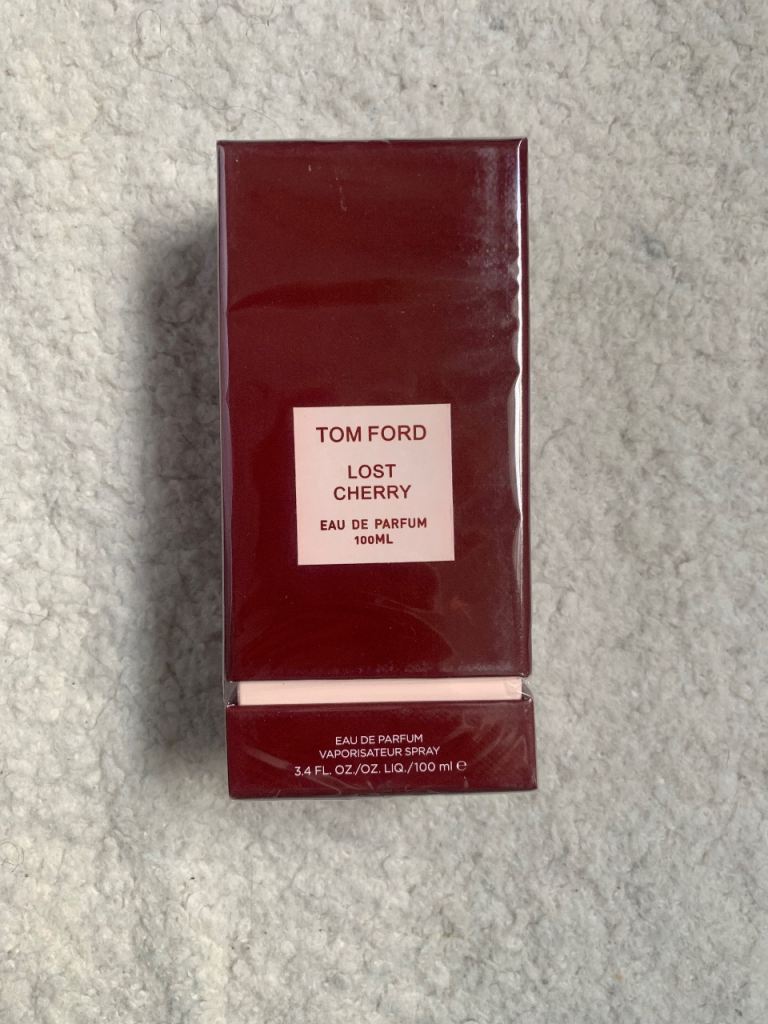 TOM FORD
LOST
CHERRY
EAU DE PARFUM
100ML
EAU DE PARFUM
VAPORISATEUR SPRAY
3.4 FL. OZ./OZ. LIQ./100 ml ℮